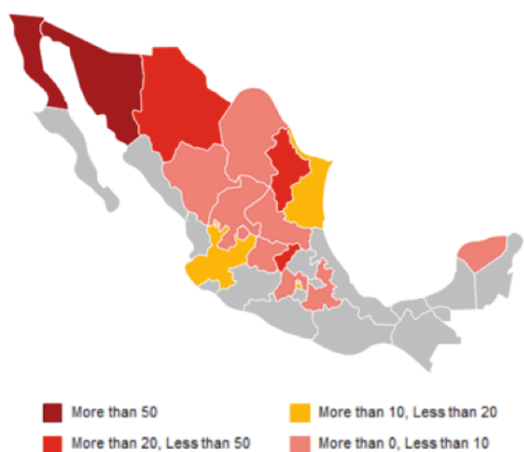 More than 50
More than 10, Less than 20
More than 20, Less than 50
More than 0, Less than 10